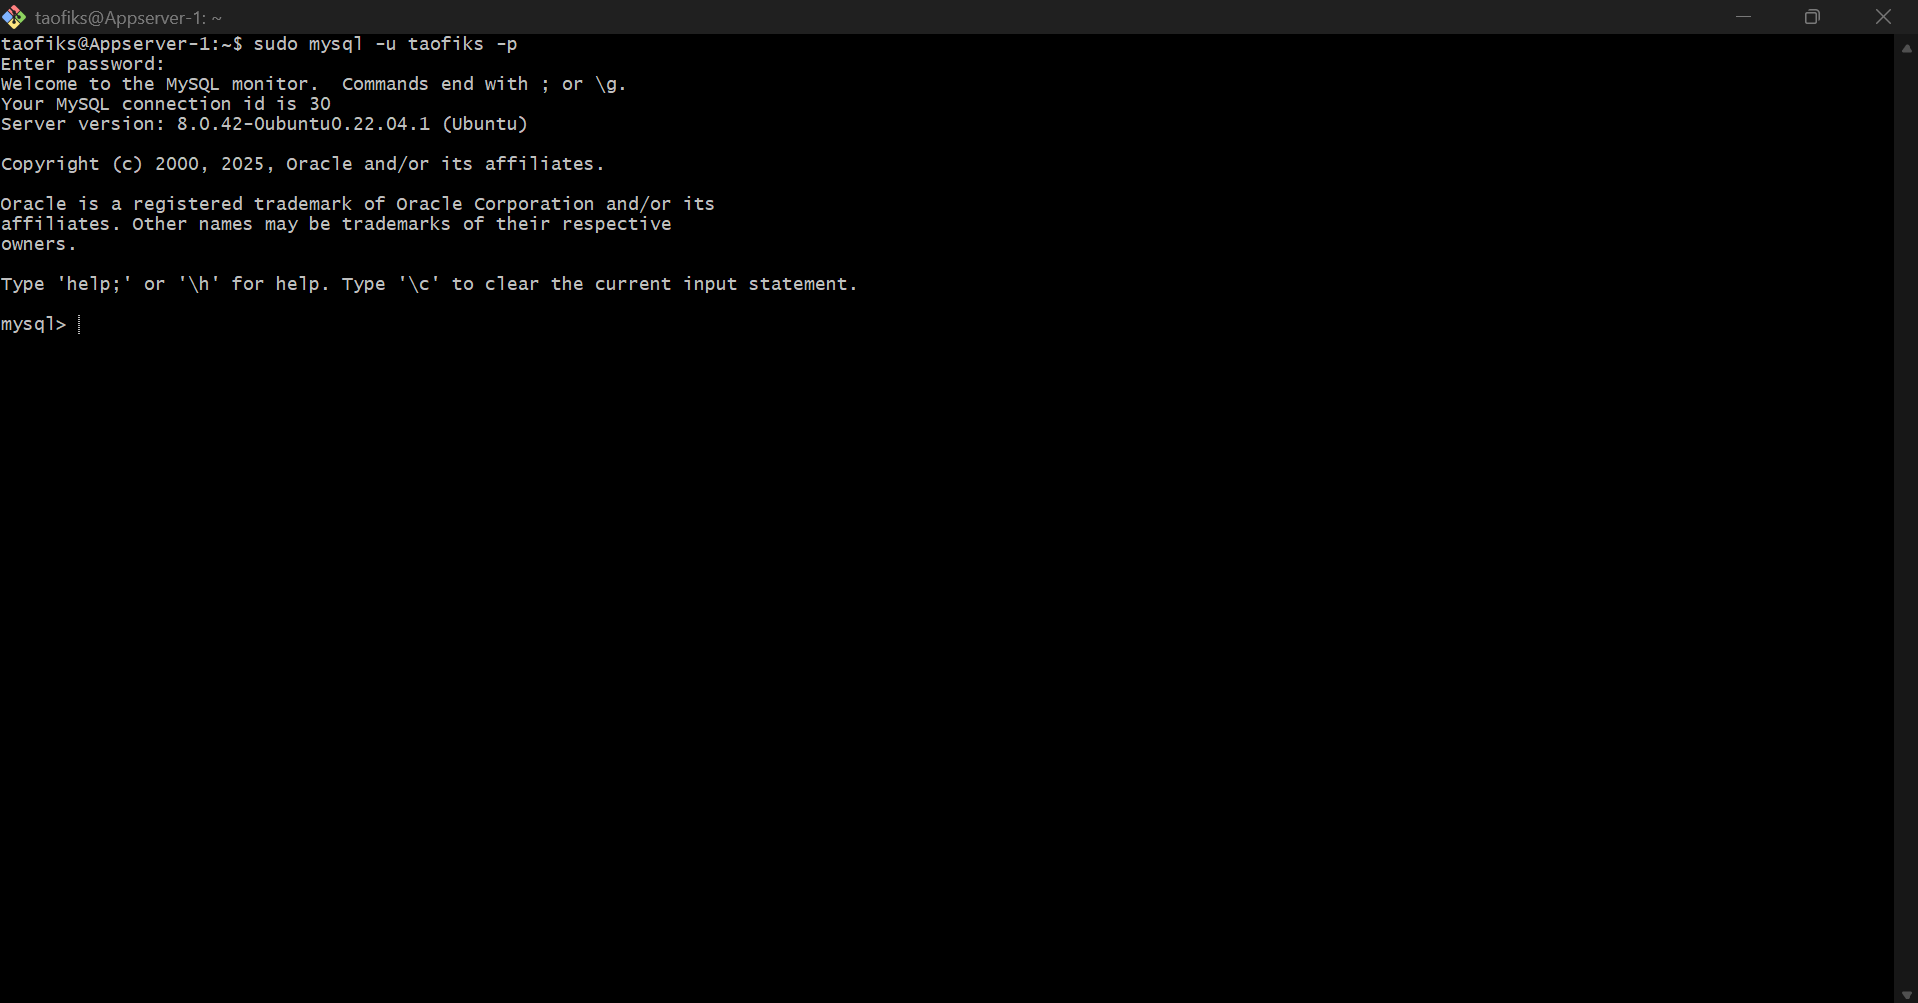 taofiks@Appserver-1: ~
taofiks@Appserver-1:~$ sudo mysql -u taofiks -p
Enter password:
Welcome to the MySQL monitor.  Commands end with ; or \g.
Your MySQL connection id is 30
Server version: 8.0.42-0ubuntu0.22.04.1 (Ubuntu)
Copyright (c) 2000, 2025, Oracle and/or its affiliates.
Oracle is a registered trademark of Oracle Corporation and/or its
affiliates. Other names may be trademarks of their respective
owners.
Type 'help;' or '\h' for help. Type '\c' to clear the current input statement.
mysql>